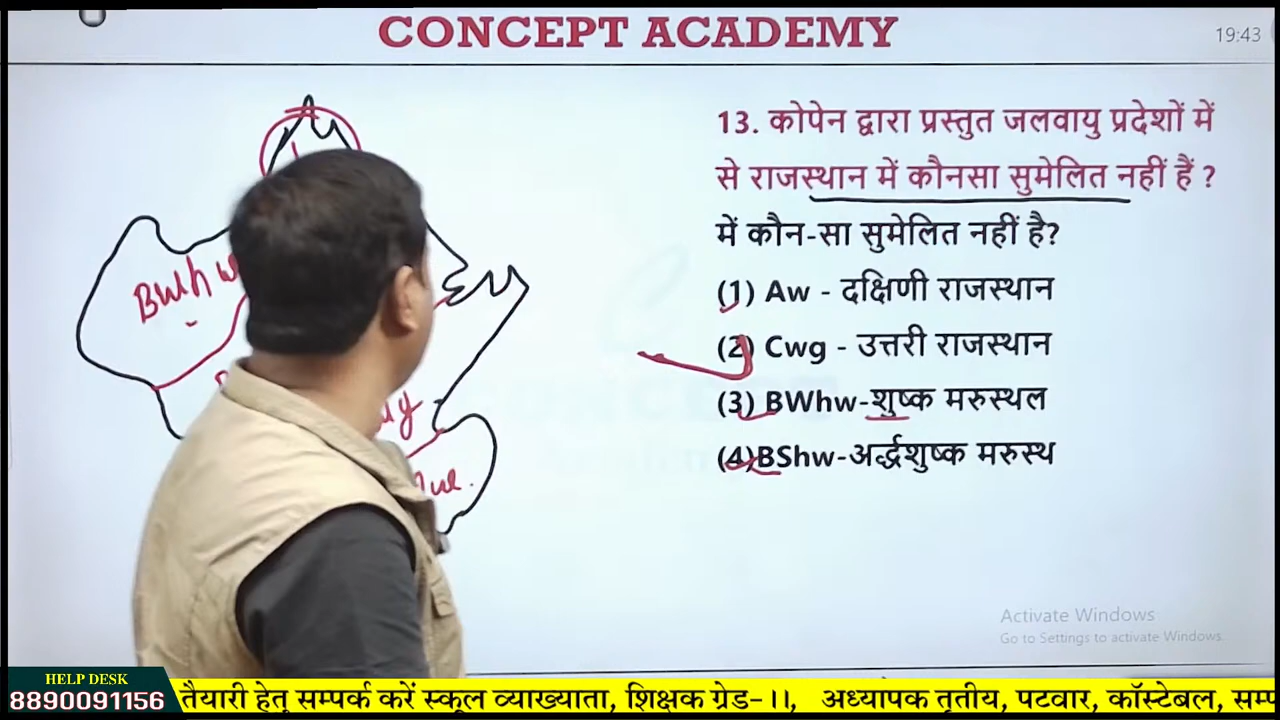 CONCEPT ACADEMY
19:43
13. कोपेन द्वारा प्रस्तुत जलवायु प्रदेशों में
से राजस्थान में कौनसा सुमेलित नहीं हैं ?
में कौन-सा सुमेलित नहीं है?
(1) Aw - दक्षिणी राजस्थान
(2) Cwg - उत्तरी राजस्थान
(3) BWhw-शुष्क मरुस्थल
(4)BShw-अर्द्धशुष्क मरुस्थ
Bwhw
Activate Windows
Go to Settings to activate Windows.
HELP DESK
8890091156
तैयारी हेतु सम्पर्क करें स्कूल व्याख्याता, शिक्षक ग्रेड-।।, अध्यापक तृतीय, पटवार, कॉस्टेबल, सम्प